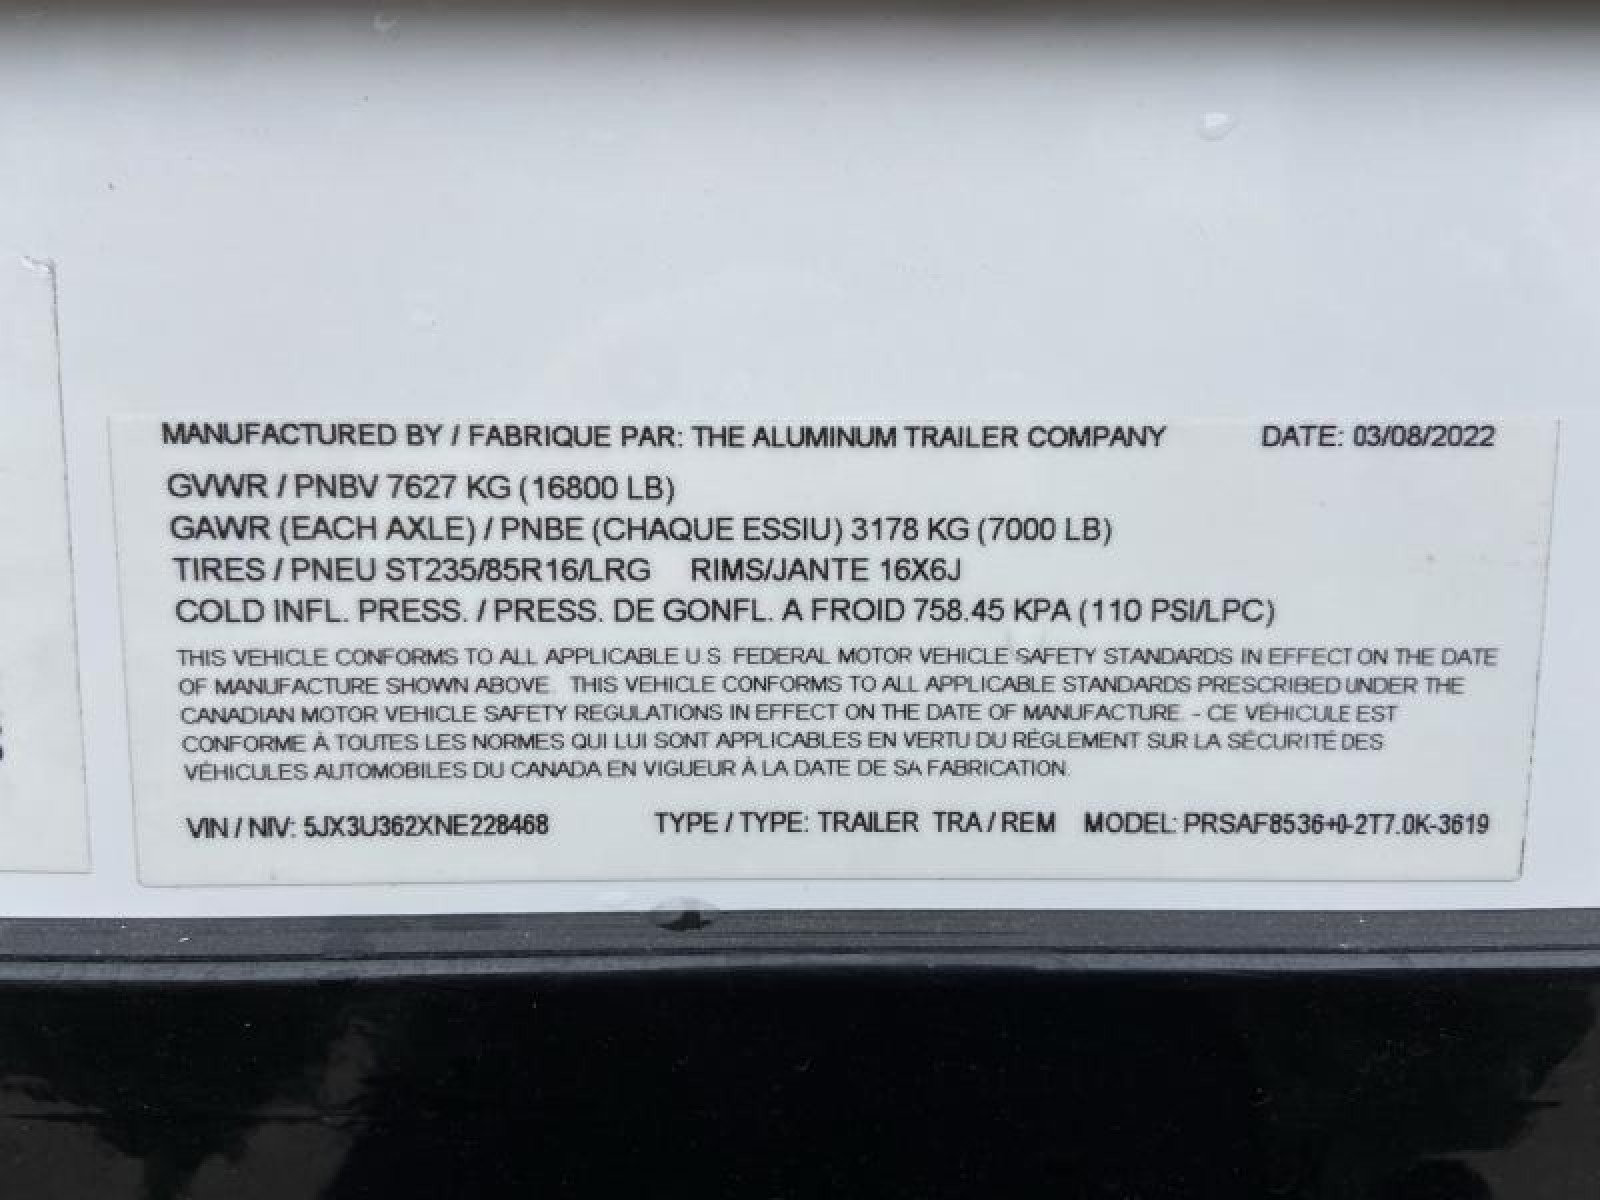 MANUFACTURED BY / FABRIQUE PAR: THE ALUMINUM TRAILER COMPANY DATE: 03/08/2022
GVWR / PNBV 7627 KG (16800 LB)
GAWR (EACH AXLE) / PNBE (CHAQUE ESSIU) 3178 KG (7000 LB)
TIRES / PNEU ST235/85R16/LRG RIMS/JANTE 16X6J
COLD INFL. PRESS. / PRESS. DE GONFL. A FROID 758.45 KPA (110 PSI/LPC)
THIS VEHICLE CONFORMS TO ALL APPLICABLE U.S. FEDERAL MOTOR VEHICLE SAFETY STANDARDS IN EFFECT ON THE DATE
OF MANUFACTURE SHOWN ABOVE. THIS VEHICLE CONFORMS TO ALL APPLICABLE STANDARDS PRESCRIBED UNDER THE
CANADIAN MOTOR VEHICLE SAFETY REGULATIONS IN EFFECT ON THE DATE OF MANUFACTURE. - CE VÉHICULE EST
CONFORME À TOUTES LES NORMES QUI LUI SONT APPLICABLES EN VERTU DU RÈGLEMENT SUR LA SÉCURITÉ DES
VÉHICULES AUTOMOBILES DU CANADA EN VIGUEUR À LA DATE DE SA FABRICATION.
VIN / NIV: 5JX3U362XNE228468 TYPE / TYPE: TRAILER TRA / REM MODEL: PRSAF8536+0-2T7.0K-3619